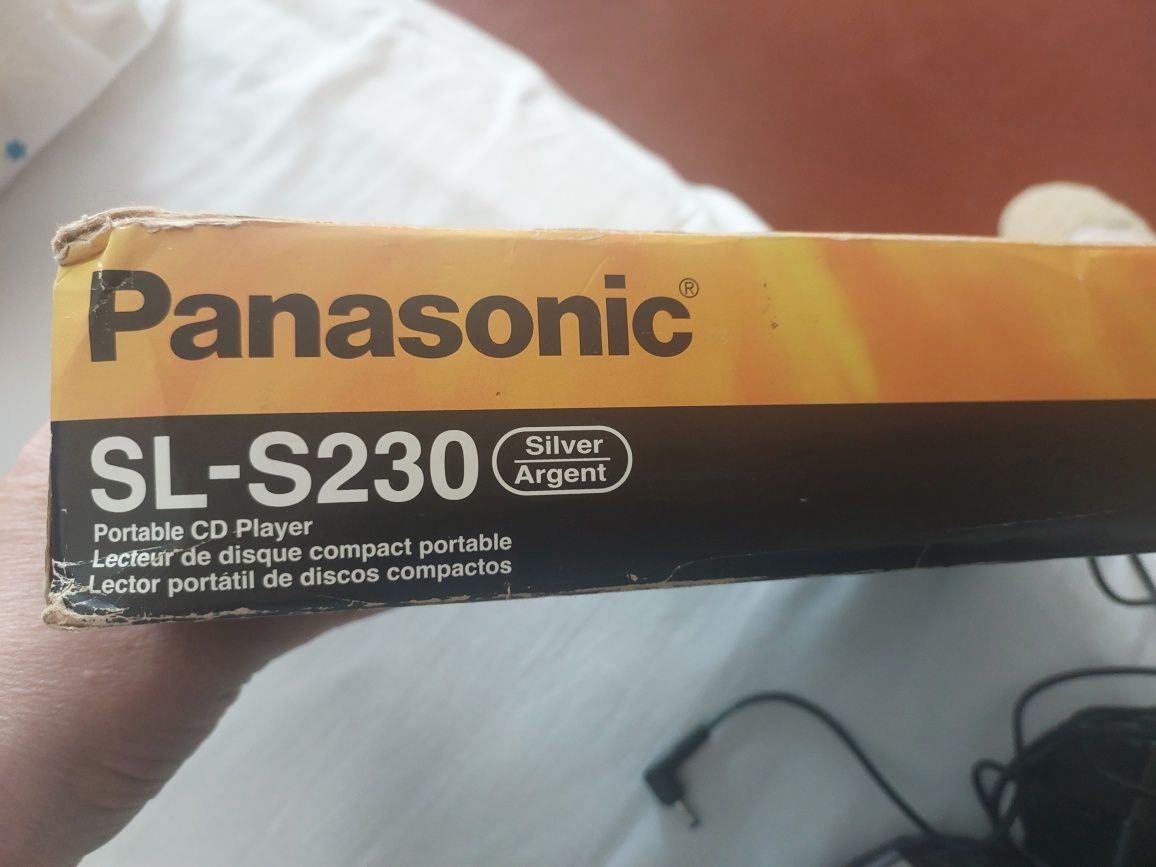 Panasonic®
SL-S230
Silver
Argent
Portable CD Player
Lecteur de disque compact portable
Lector portátil de discos compactos